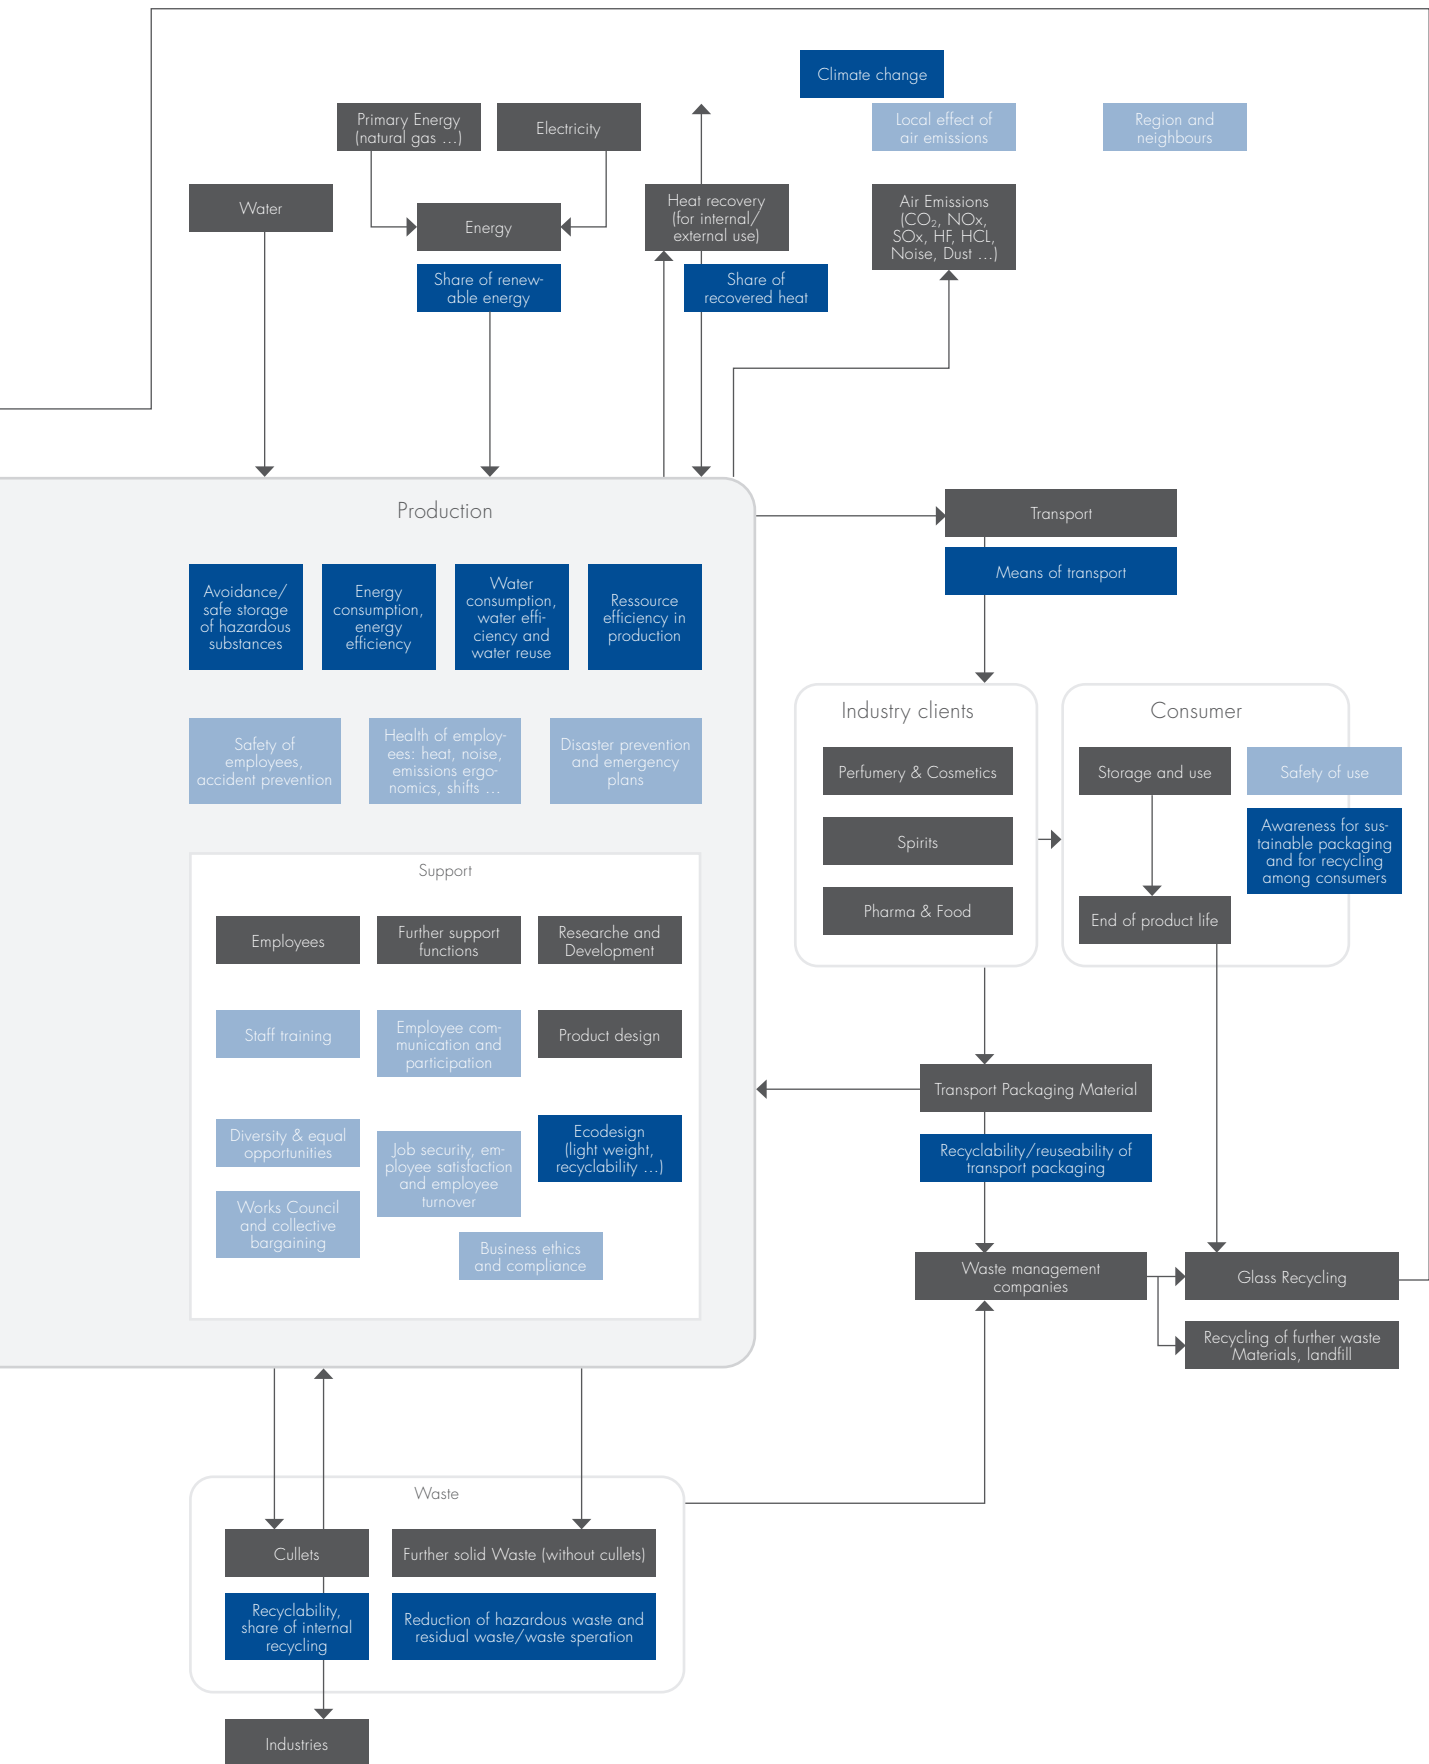 Climate change
Primary Energy
(natural gas ...)
Electricity
Local effect of
air emissions
Region and
neighbours
Water
Energy
Heat recovery
(for internal/
external use)
Air Emissions
(CO₂, NOx,
SOx, HF, HCL,
Noise, Dust ...)
Share of renew-
able energy
Share of
recovered heat
Production
Transport
Means of transport
Avoidance/
safe storage
of hazardous
substances
Energy
consumption,
energy
efficiency
Water
consumption,
water effi-
ciency and
water reuse
Ressource
efficiency in
production
Safety of
employees,
accident prevention
Health of employ-
ees: heat, noise,
emissions ergo-
nomics, shifts ...
Disaster prevention
and emergency
plans
Industry clients
Perfumery & Cosmetics
Spirits
Pharma & Food
Consumer
Storage and use
Safety of use
Awareness for sus-
tainable packaging
and for recycling
among consumers
End of product life
Support
Employees
Further support
functions
Researche and
Development
Staff training
Employee com-
munication and
participation
Product design
Diversity & equal
opportunities
Job security, em-
ployee satisfaction
and employee
turnover
Ecodesign
(light weight,
recyclability ...)
Works Council
and collective
bargaining
Business ethics
and compliance
Transport Packaging Material
Recyclability/reuseability of
transport packaging
Waste management
companies
Glass Recycling
Recycling of further waste
Materials, landfill
Waste
Cullets
Further solid Waste (without cullets)
Recyclability,
share of internal
recycling
Reduction of hazardous waste and
residual waste/waste speration
Industries